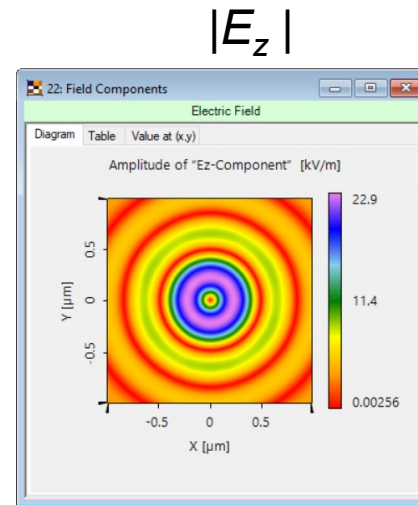 |E_z|
22: Field Components
Electric Field
Diagram Table Value at (x,y)
Amplitude of "Ez-Component" [kV/m]
22.9
11.4
0.00256
0.5
0
-0.5
Y [µm]
-0.5 0 0.5
X [µm]